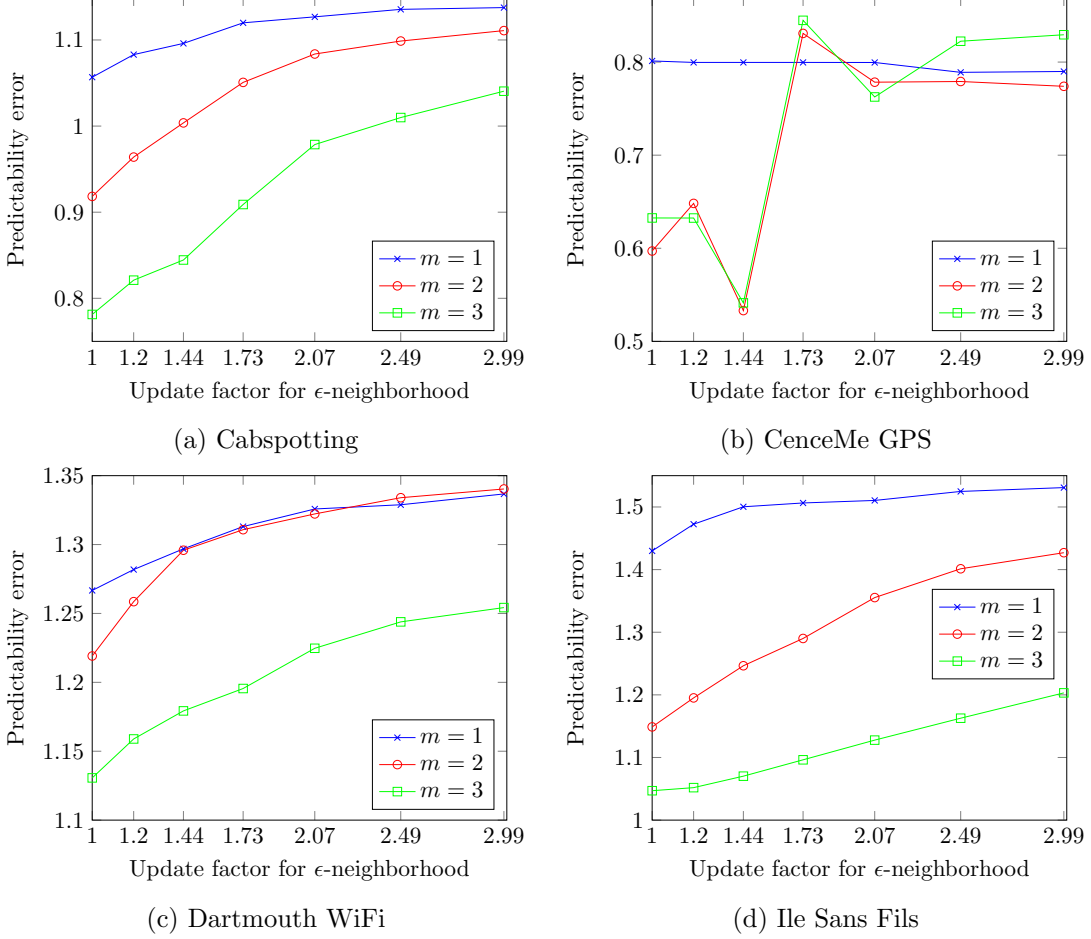 1.1
1
0.9
0.8
1 1.2 1.44 1.73 2.07 2.49 2.99
Predictability error
Update factor for ϵ-neighborhood
m = 1
m = 2
m = 3
(a) Cabspotting
0.8
0.7
0.6
0.5
1 1.2 1.44 1.73 2.07 2.49 2.99
Predictability error
Update factor for ϵ-neighborhood
m = 1
m = 2
m = 3
(b) CenceMe GPS
1.35
1.3
1.25
1.2
1.15
1.1
1 1.2 1.44 1.73 2.07 2.49 2.99
Predictability error
Update factor for ϵ-neighborhood
m = 1
m = 2
m = 3
(c) Dartmouth WiFi
1.5
1.4
1.3
1.2
1.1
1
1 1.2 1.44 1.73 2.07 2.49 2.99
Predictability error
Update factor for ϵ-neighborhood
m = 1
m = 2
m = 3
(d) Ile Sans Fils